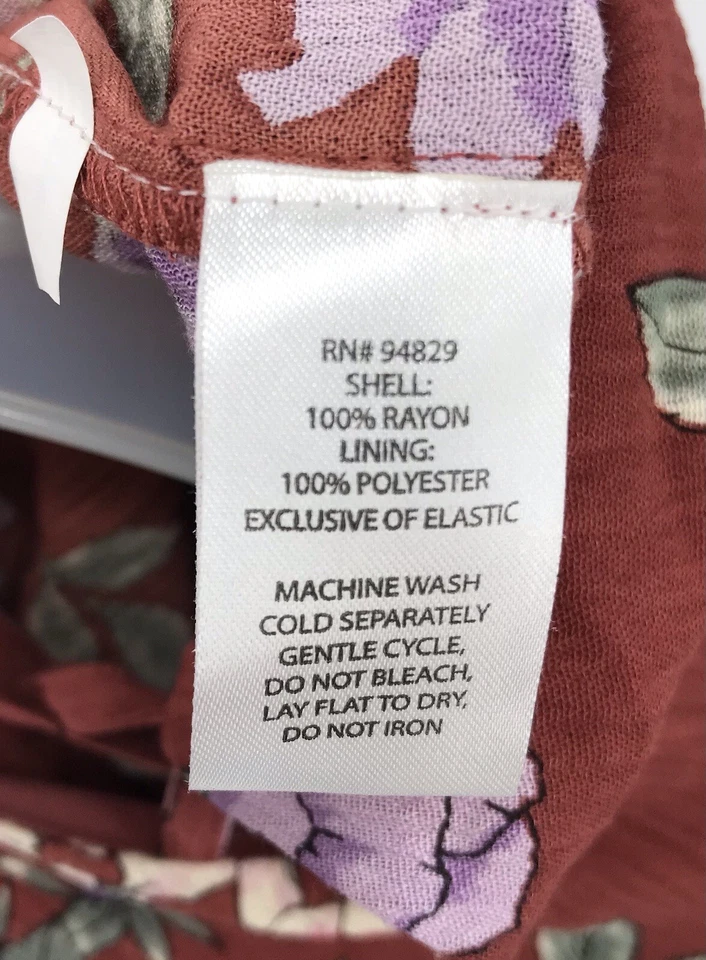 RN# 94829
SHELL:
100% RAYON
LINING:
100% POLYESTER
EXCLUSIVE OF ELASTIC
MACHINE WASH
COLD SEPARATELY
GENTLE CYCLE,
DO NOT BLEACH,
LAY FLAT TO DRY,
DO NOT IRON